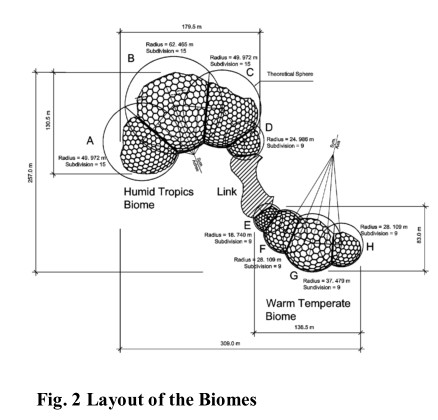 179.5 m
Radius = 62.465 m
Subdivision = 15
B
Radius = 49.972 m
Subdivision = 15
C
Theoretical Sphere
130.5 m
257.0 m
A
D
Radius = 24.986 m
Subdivision = 9
Radius = 49.972 m
Subdivision = 15
Humid Tropics
Biome
Link
E
Radius = 18.740 m
Subdivision = 9
F
Radius = 28.109 m
Subdivision = 9
H
Radius = 28.109 m
Subdivision = 9
G
Radius = 37.479 m
Sundivision = 9
83.0 m
Warm Temperate
Biome
136.5 m
309.0 m
Fig. 2 Layout of the Biomes